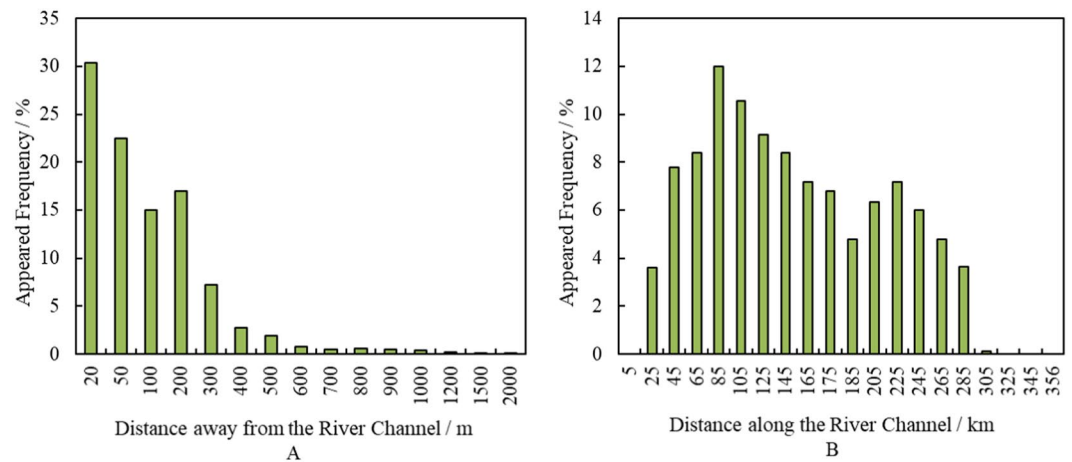 35
30
25
20
15
10
5
0
Appeared Frequency / %
20 50 100 200 300 400 500 600 700 800 900 1000 1200 1500 2000
Distance away from the River Channel / m
A
14
12
10
8
6
4
2
0
Appeared Frequency / %
5 25 45 65 85 105 125 145 165 175 185 205 225 245 265 285 305 325 345 356
Distance along the River Channel / km
B